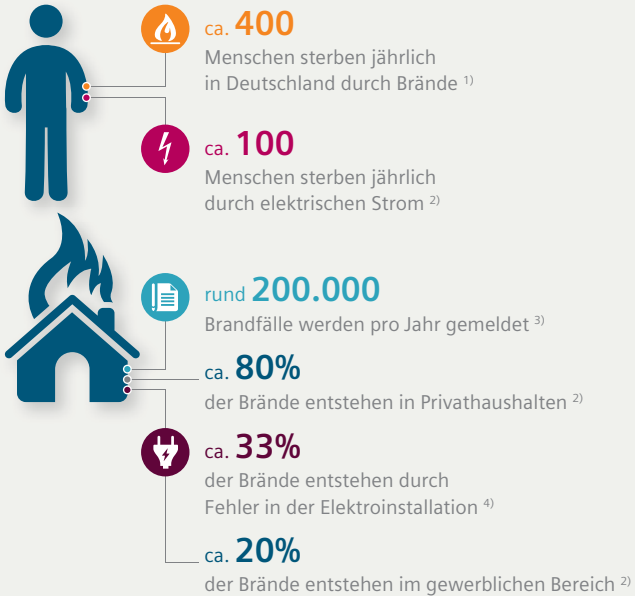 ca. 400
Menschen sterben jährlich
in Deutschland durch Brände 1)
ca. 100
Menschen sterben jährlich
durch elektrischen Strom 2)
rund 200.000
Brandfälle werden pro Jahr gemeldet 3)
ca. 80%
der Brände entstehen in Privathaushalten 2)
ca. 33%
der Brände entstehen durch
Fehler in der Elektroinstallation 4)
ca. 20%
der Brände entstehen im gewerblichen Bereich 2)